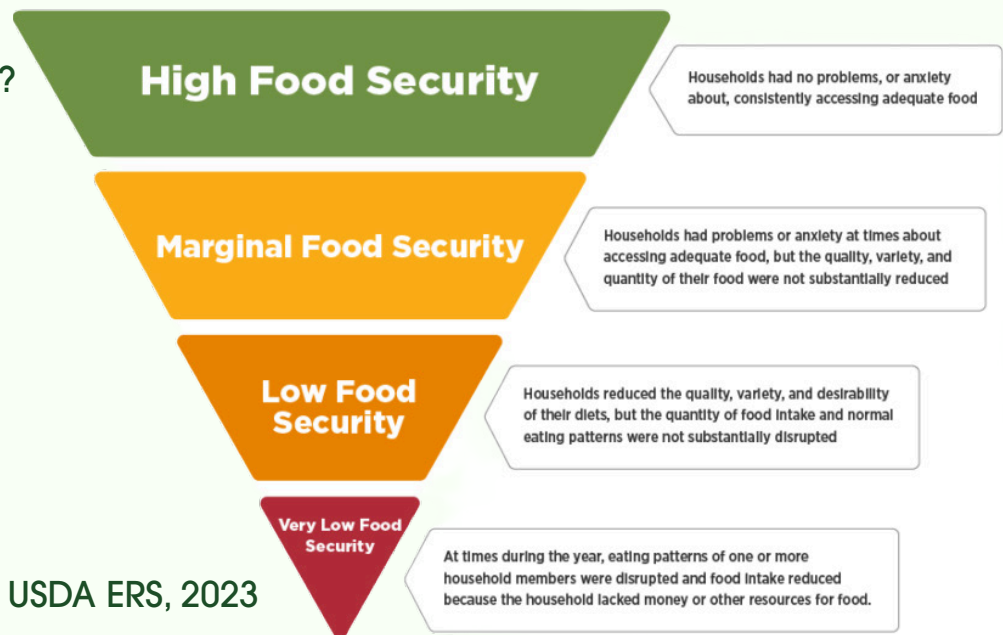 ?
High Food Security
Households had no problems, or anxiety
about, consistently accessing adequate food
Marginal Food Security
Households had problems or anxiety at times about
accessing adequate food, but the quality, variety, and
quantity of their food were not substantially reduced
Low Food
Security
Households reduced the quality, variety, and desirability
of their diets, but the quantity of food intake and normal
eating patterns were not substantially disrupted
Very Low Food
Security
At times during the year, eating patterns of one or more
household members were disrupted and food intake reduced
because the household lacked money or other resources for food.
USDA ERS, 2023